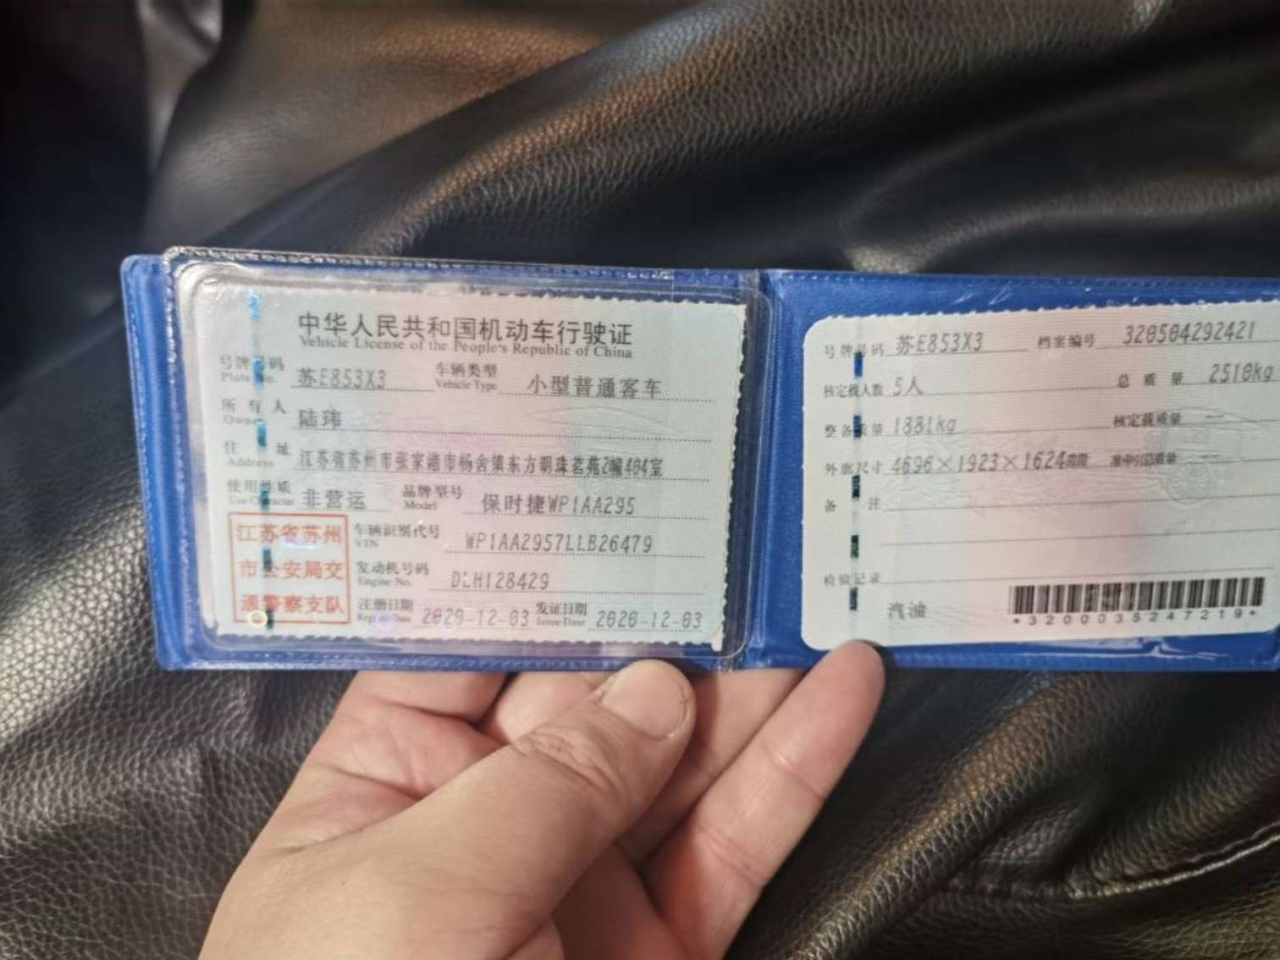 中华人民共和国机动车行驶证
Vehicle License of the People's Republic of China
号牌号码 苏E853X3 车辆类型 小型普通客车
Plate No. Vehicle Type
所有人 陆玮
Owner
住址 江苏省苏州市张家港市杨舍镇东方明珠茗苑2幢404室
Address
使用性质 非营运 品牌型号 保时捷WP1AA295
Use Character Model
江苏省苏州
市公安局交
通警察支队
车辆识别代号 WP1AA2957LLB26479
VIN
发动机号码 DLH128429
Engine No.
注册日期 2020-12-03 发证日期 2020-12-03
Register Date Issue Date
号牌号码 苏E853X3 档案编号 320504292421
核定载人数 5人 总质量 2510kg
整备质量 1881kg 核定载质量 --
外廓尺寸 4696×1923×1624mm 准牵引总质量 --
备注
检验记录
汽油
*3200035247219*